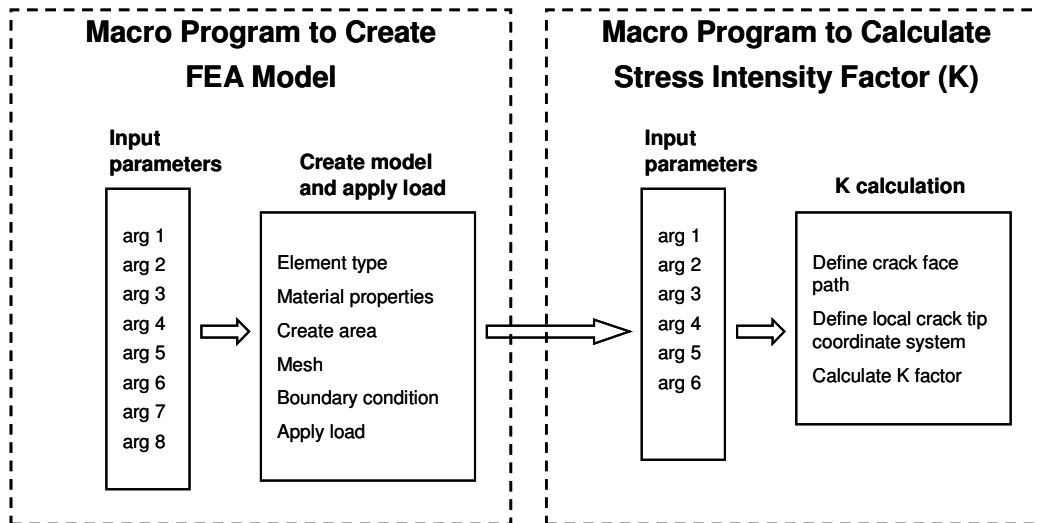 Macro Program to Create
FEA Model
Input
parameters
arg 1
arg 2
arg 3
arg 4
arg 5
arg 6
arg 7
arg 8
Create model
and apply load
Element type
Material properties
Create area
Mesh
Boundary condition
Apply load
Macro Program to Calculate
Stress Intensity Factor (K)
Input
parameters
arg 1
arg 2
arg 3
arg 4
arg 5
arg 6
K calculation
Define crack face
path
Define local crack tip
coordinate system
Calculate K factor